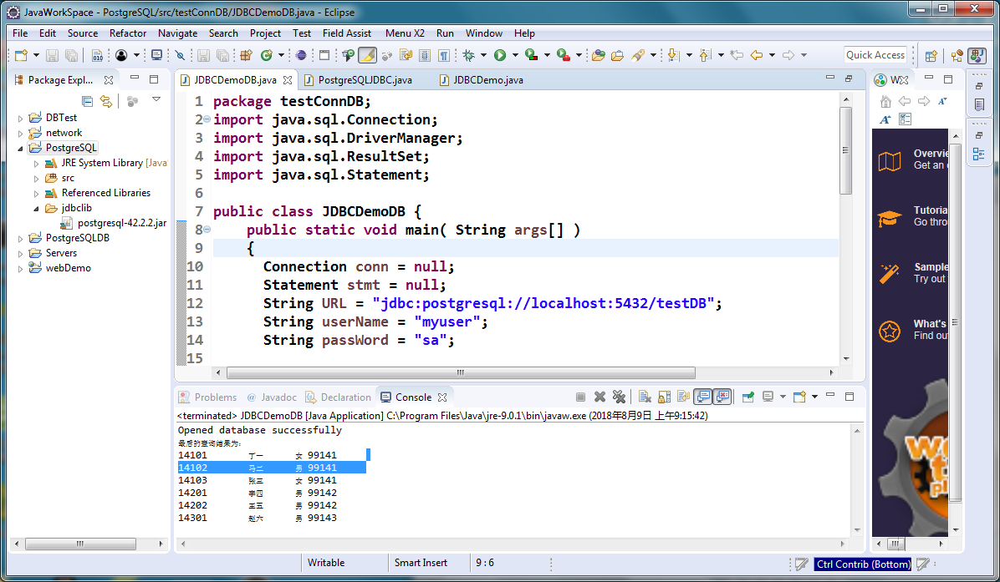 JavaWorkSpace - PostgreSQL/src/testConnDB/JDBCDemoDB.java - Eclipse
File Edit Source Refactor Navigate Search Project Test Field Assist Menu X2 Run Window Help
Quick Access
Package Expl...
DBTest
network
PostgreSQL
JRE System Library [Java
src
Referenced Libraries
jdbclib
postgresql-42.2.2.jar
PostgreSQLDB
Servers
webDemo
JDBCDemoDB.java PostgreSQLJDBC.java JDBCDemo.java
1 package testConnDB;
2 import java.sql.Connection;
3 import java.sql.DriverManager;
4 import java.sql.ResultSet;
5 import java.sql.Statement;
6
7 public class JDBCDemoDB {
8 public static void main( String args[] )
9 {
10 Connection conn = null;
11 Statement stmt = null;
12 String URL = "jdbc:postgresql://localhost:5432/testDB";
13 String userName = "myuser";
14 String passWord = "sa";
15
Problems @ Javadoc Declaration Console
<terminated> JDBCDemoDB [Java Application] C:\Program Files\Java\jre-9.0.1\bin\javaw.exe (2018年8月9日 上午9:15:42)
Opened database successfully
最后的查询结果为:
14101 丁一 女 99141
14102 马二 男 99141
14103 张三 女 99141
14201 李四 男 99142
14202 王五 男 99142
14301 赵六 男 99143
W
Overvie
Get an
Tutoria
Go thro
Sample
Try out
What's
Find ou
Writable Smart Insert 9 : 6
Ctrl Contrib (Bottom)